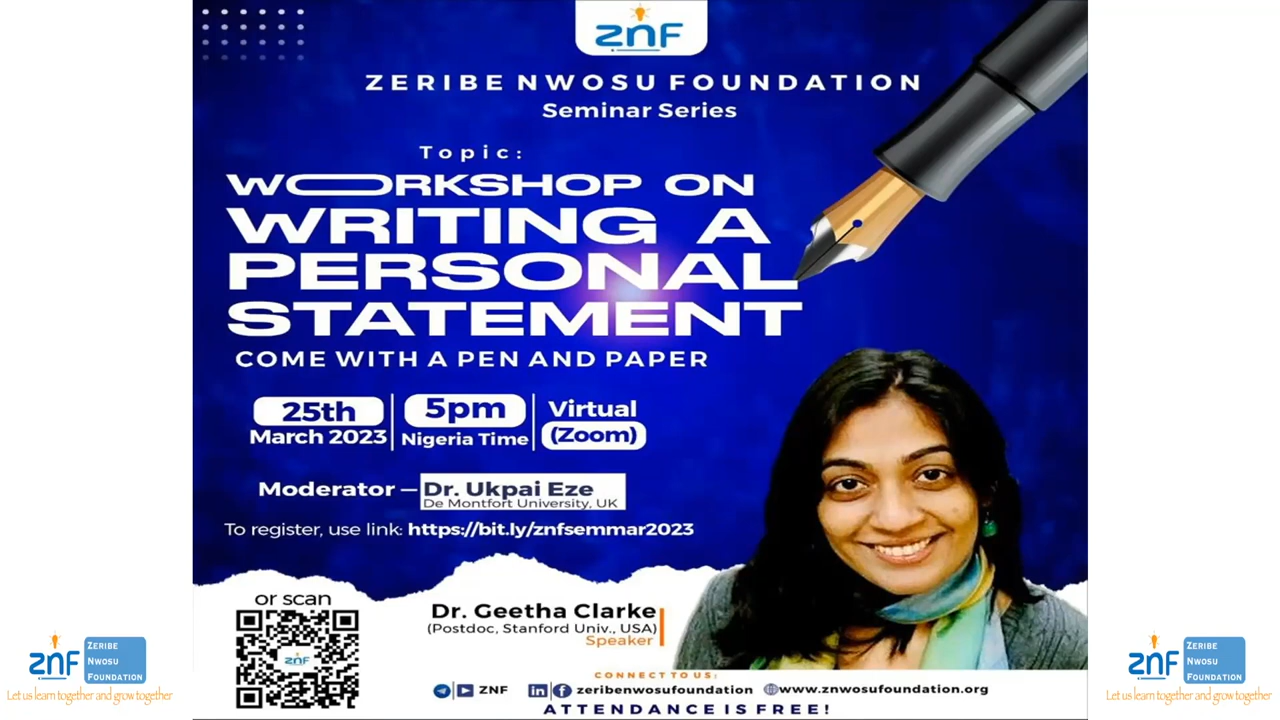 znF
ZERIBE NWOSU FOUNDATION
Seminar Series
Topic:
WORKSHOP ON
WRITING A
PERSONAL
STATEMENT
COME WITH A PEN AND PAPER
25th
March 2023
5pm
Nigeria Time
Virtual
(Zoom)
Moderator – Dr. Ukpai Eze
De Montfort University, UK
To register, use link: https://bit.ly/znfsemmar2023
or scan
znF
Dr. Geetha Clarke
(Postdoc, Stanford Univ., USA)
Speaker
CONNECT TO US:
ZNF zeribenwosufoundation www.znwosufoundation.org
ATTENDANCE IS FREE!
znF
ZERIBE
NWOSU
FOUNDATION
Let us learn together and grow together
znF
ZERIBE
NWOSU
FOUNDATION
Let us learn together and grow together